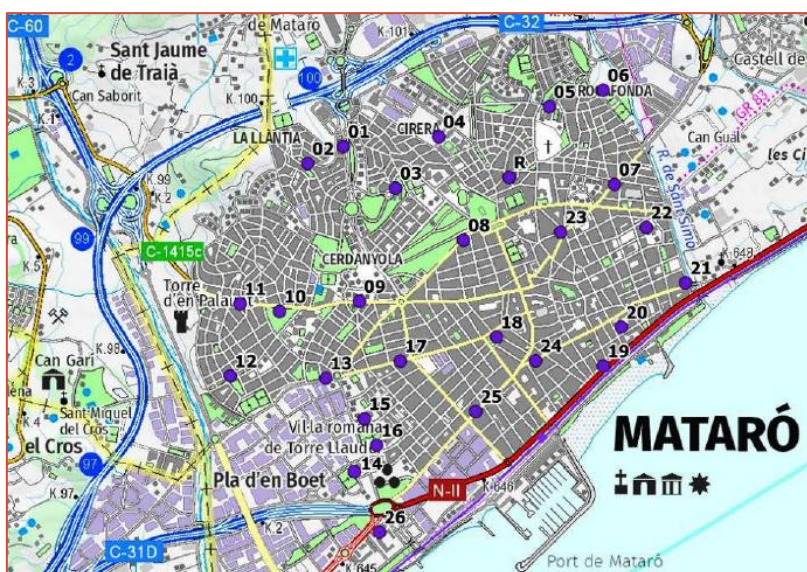 C-60
de Mataró
C-32
K.101
2
Sant Jaume
de Traià
Can Saborit
K.3
K.1
K.100
100
LA LLÀNTIA
02
01
CIRERA
04
05
06
ROCAFONDA
Castell de
GR 83
Can Gual
les Ci
R. de Sant Simó
03
R
07
K.99
K.2
99
C-1415c
K.5
CERDANYOLA
08
23
22
K.648
21
Torre
d'en Palau
11
10
09
Can Garí
K.98
12
13
17
18
24
20
19
Sant Miquel
del Cros
K.4
el Cros
97
K.97
15
Vil·la romana
de Torre Llauder
16
14
25
Pla d'en Boet
N-II
K.646
26
K.2
C-31D
K.645
MATARÓ
Port de Mataró